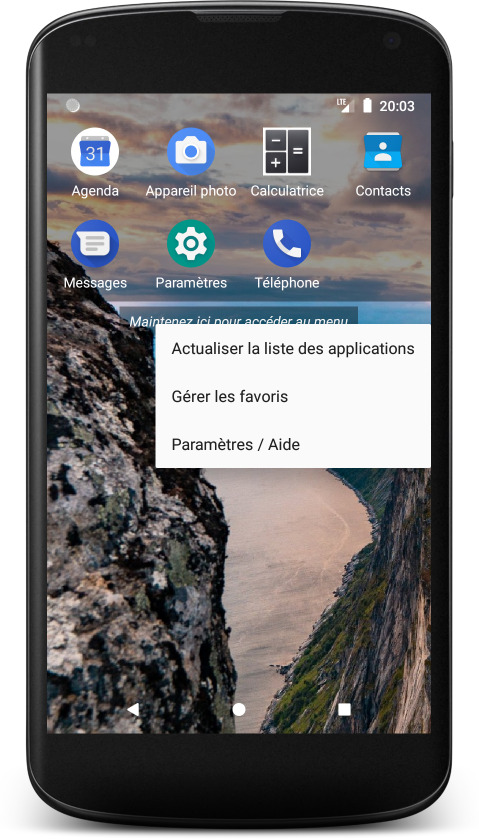 LTE 20:03
31
Agenda Appareil photo Calculatrice Contacts
Messages Paramètres Téléphone
Maintenez ici pour accéder au menu
Actualiser la liste des applications
Gérer les favoris
Paramètres / Aide